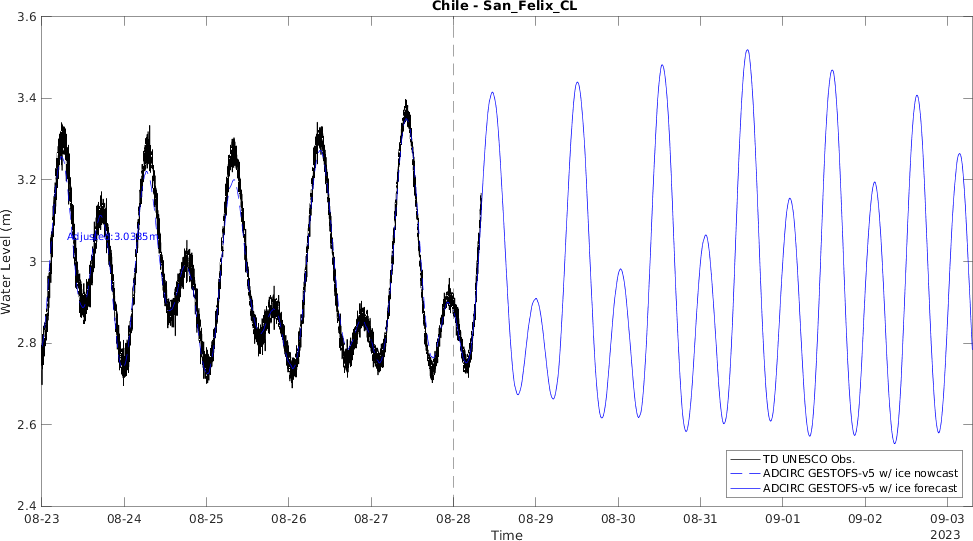 Chile - San_Felix_CL
3.6
3.4
3.2
3
2.8
2.6
2.4
Water Level (m)
Adjusted:3.0385m
TD UNESCO Obs.
ADCIRC GESTOFS-v5 w/ ice nowcast
ADCIRC GESTOFS-v5 w/ ice forecast
08-23 08-24 08-25 08-26 08-27 08-28 08-29 08-30 08-31 09-01 09-02 09-03
2023
Time